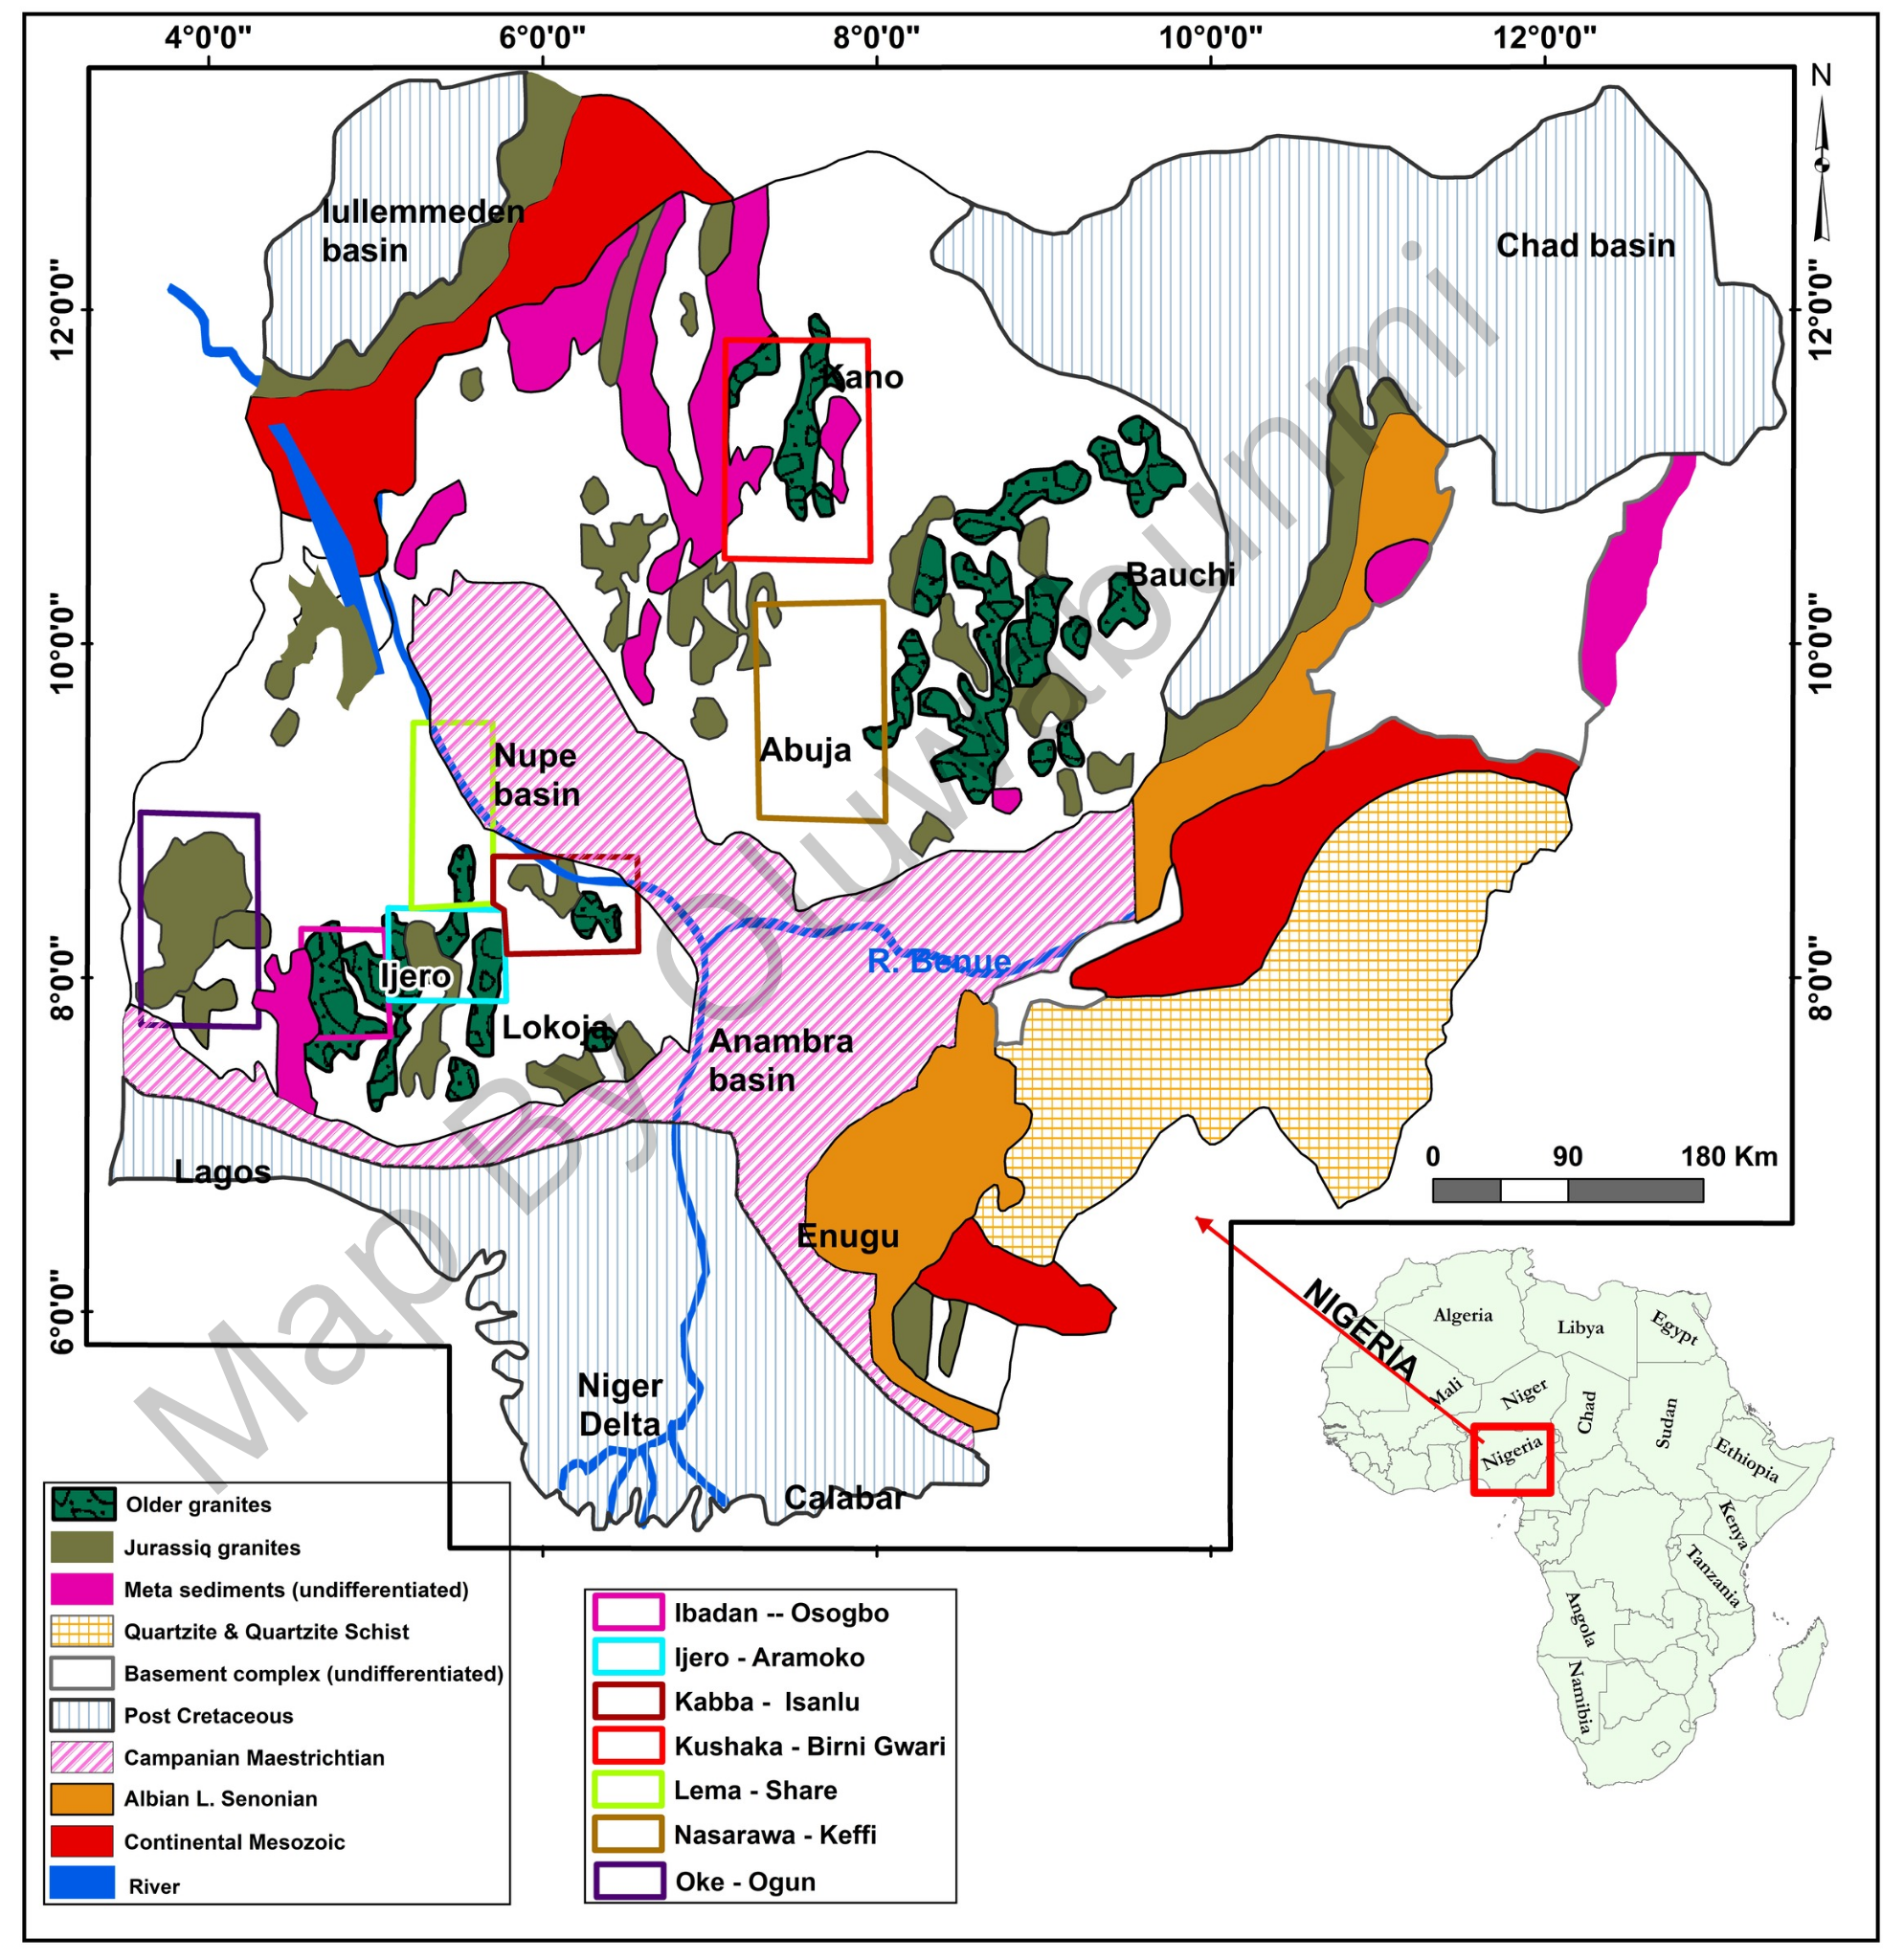 4°0'0"
6°0'0"
8°0'0"
10°0'0"
12°0'0"
N
Iullemmeden
basin
Chad basin
12°0'0"
12°0'0"
Kano
Bauchi
10°0'0"
10°0'0"
Nupe
basin
Abuja
R. Benue
Ijero
8°0'0"
8°0'0"
Lokoja
Anambra
basin
Lagos
0 90 180 Km
Enugu
6°0'0"
Niger
Delta
Calabar
Map By Oluwabunmi
NIGERIA
Algeria
Libya
Egypt
Mali
Niger
Chad
Sudan
Nigeria
Ethiopia
Kenya
Tanzania
Angola
Namibia
Older granites
Jurassiq granites
Meta sediments (undifferentiated)
Quartzite & Quartzite Schist
Basement complex (undifferentiated)
Post Cretaceous
Campanian Maestrichtian
Albian L. Senonian
Continental Mesozoic
River
Ibadan -- Osogbo
Ijero - Aramoko
Kabba - Isanlu
Kushaka - Birni Gwari
Lema - Share
Nasarawa - Keffi
Oke - Ogun